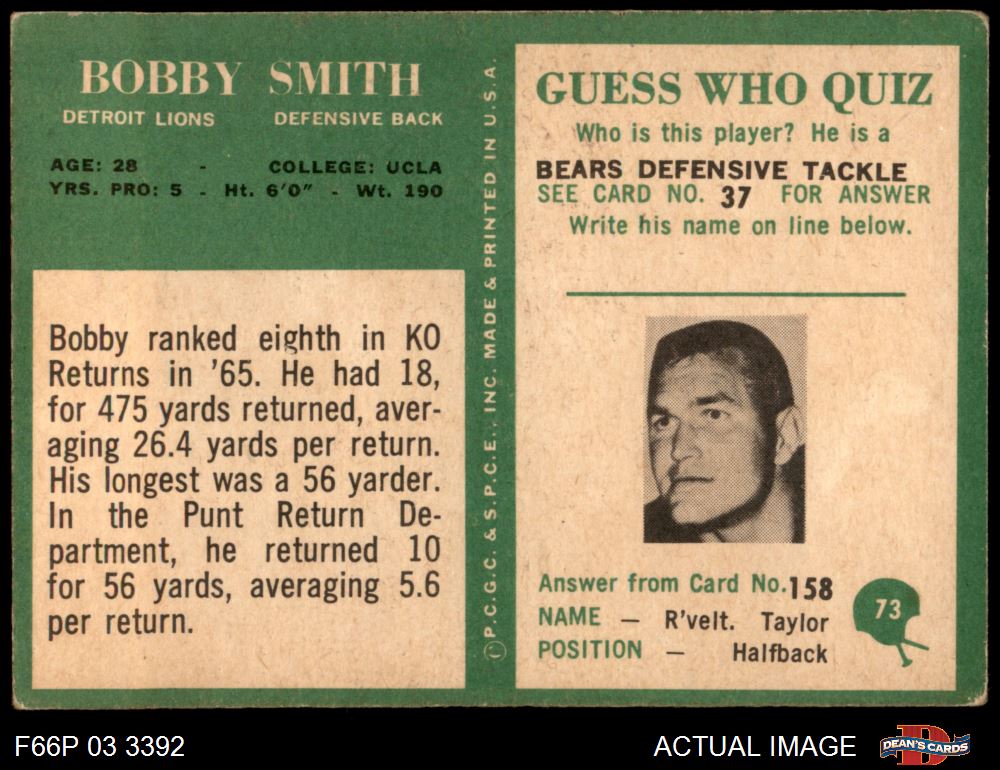 BOBBY SMITH
DETROIT LIONS DEFENSIVE BACK
AGE: 28 - COLLEGE: UCLA
YRS. PRO: 5 - Ht. 6'0" - Wt. 190
Bobby ranked eighth in KO
Returns in '65. He had 18,
for 475 yards returned, aver-
aging 26.4 yards per return.
His longest was a 56 yarder.
In the Punt Return De-
partment, he returned 10
for 56 yards, averaging 5.6
per return.
©P.C.G.C. & S.P.C.E., INC. MADE & PRINTED IN U.S.A.
GUESS WHO QUIZ
Who is this player? He is a
BEARS DEFENSIVE TACKLE
SEE CARD NO. 37 FOR ANSWER
Write his name on line below.
Answer from Card No. 158
NAME — R'velt. Taylor
POSITION — Halfback
73
F66P 03 3392
ACTUAL IMAGE
D
DEAN'S CARDS